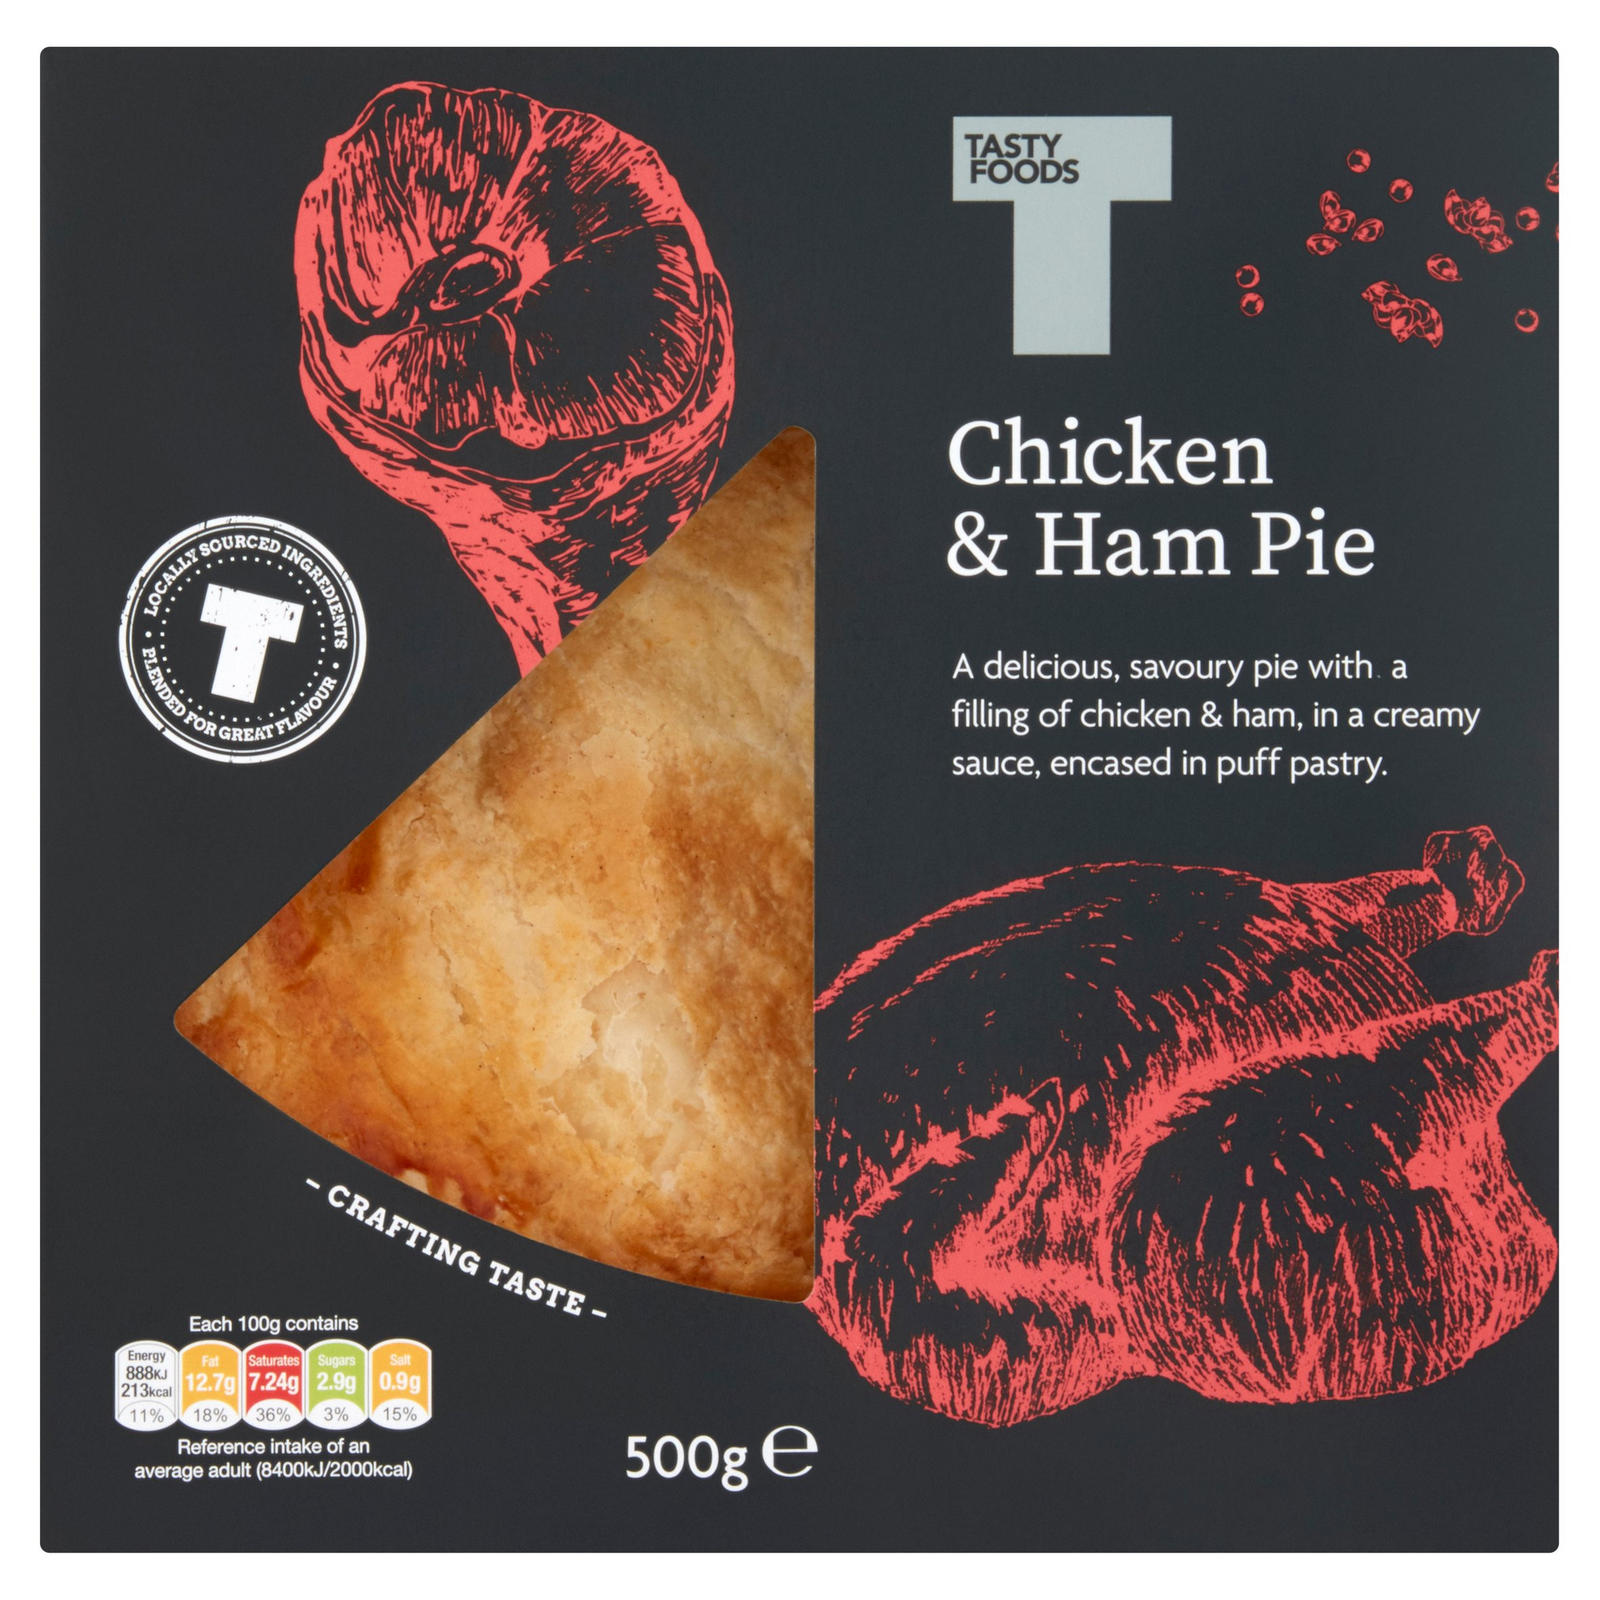 TASTY
FOODS
T
Chicken
& Ham Pie
A delicious, savoury pie with. a
filling of chicken & ham, in a creamy
sauce, encased in puff pastry.
LOCALLY SOURCED INGREDIENTS •
PLENDED FOR GREAT FLAVOUR •
T
- CRAFTING TASTE -
Each 100g contains
Energy
888KJ
213kcal
11%
Fat
12.7g
18%
Saturates
7.24g
36%
Sugars
2.9g
3%
Salt
0.9g
15%
Reference intake of an
average adult (8400kJ/2000kcal)
500g ℮